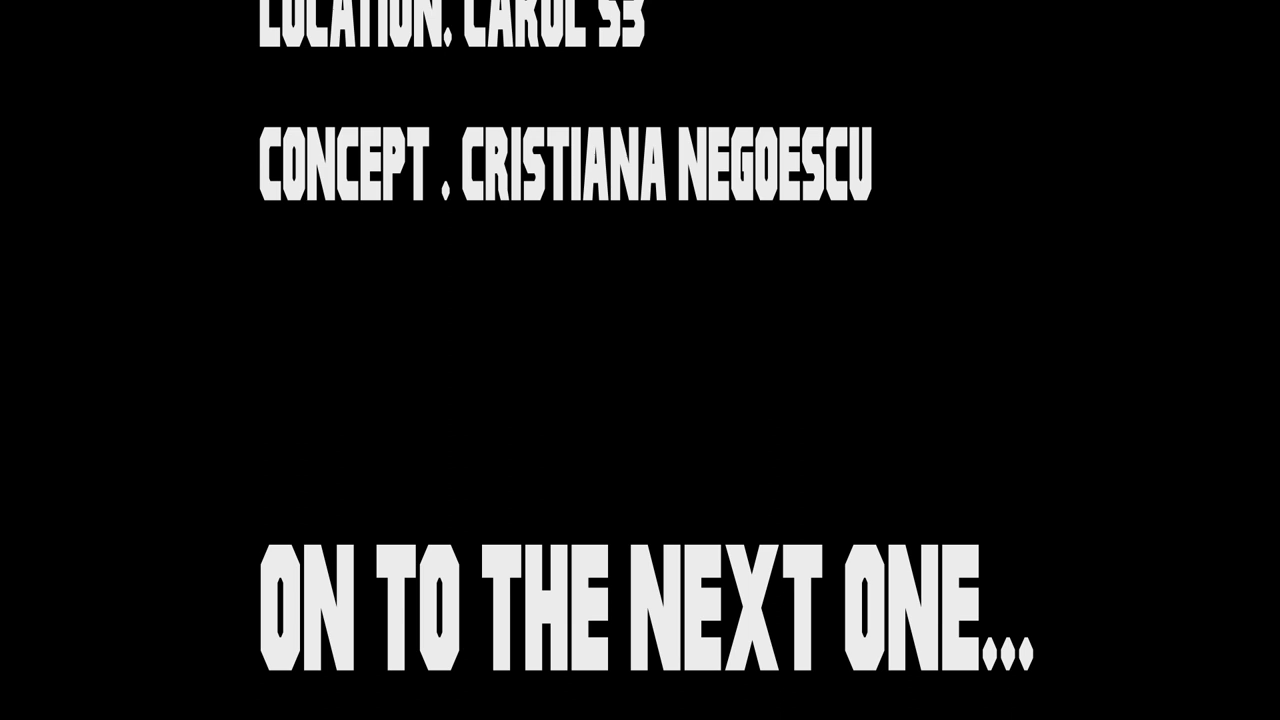 LOCATION. CAROL 53
CONCEPT . CRISTIANA NEGOESCU
ON TO THE NEXT ONE...